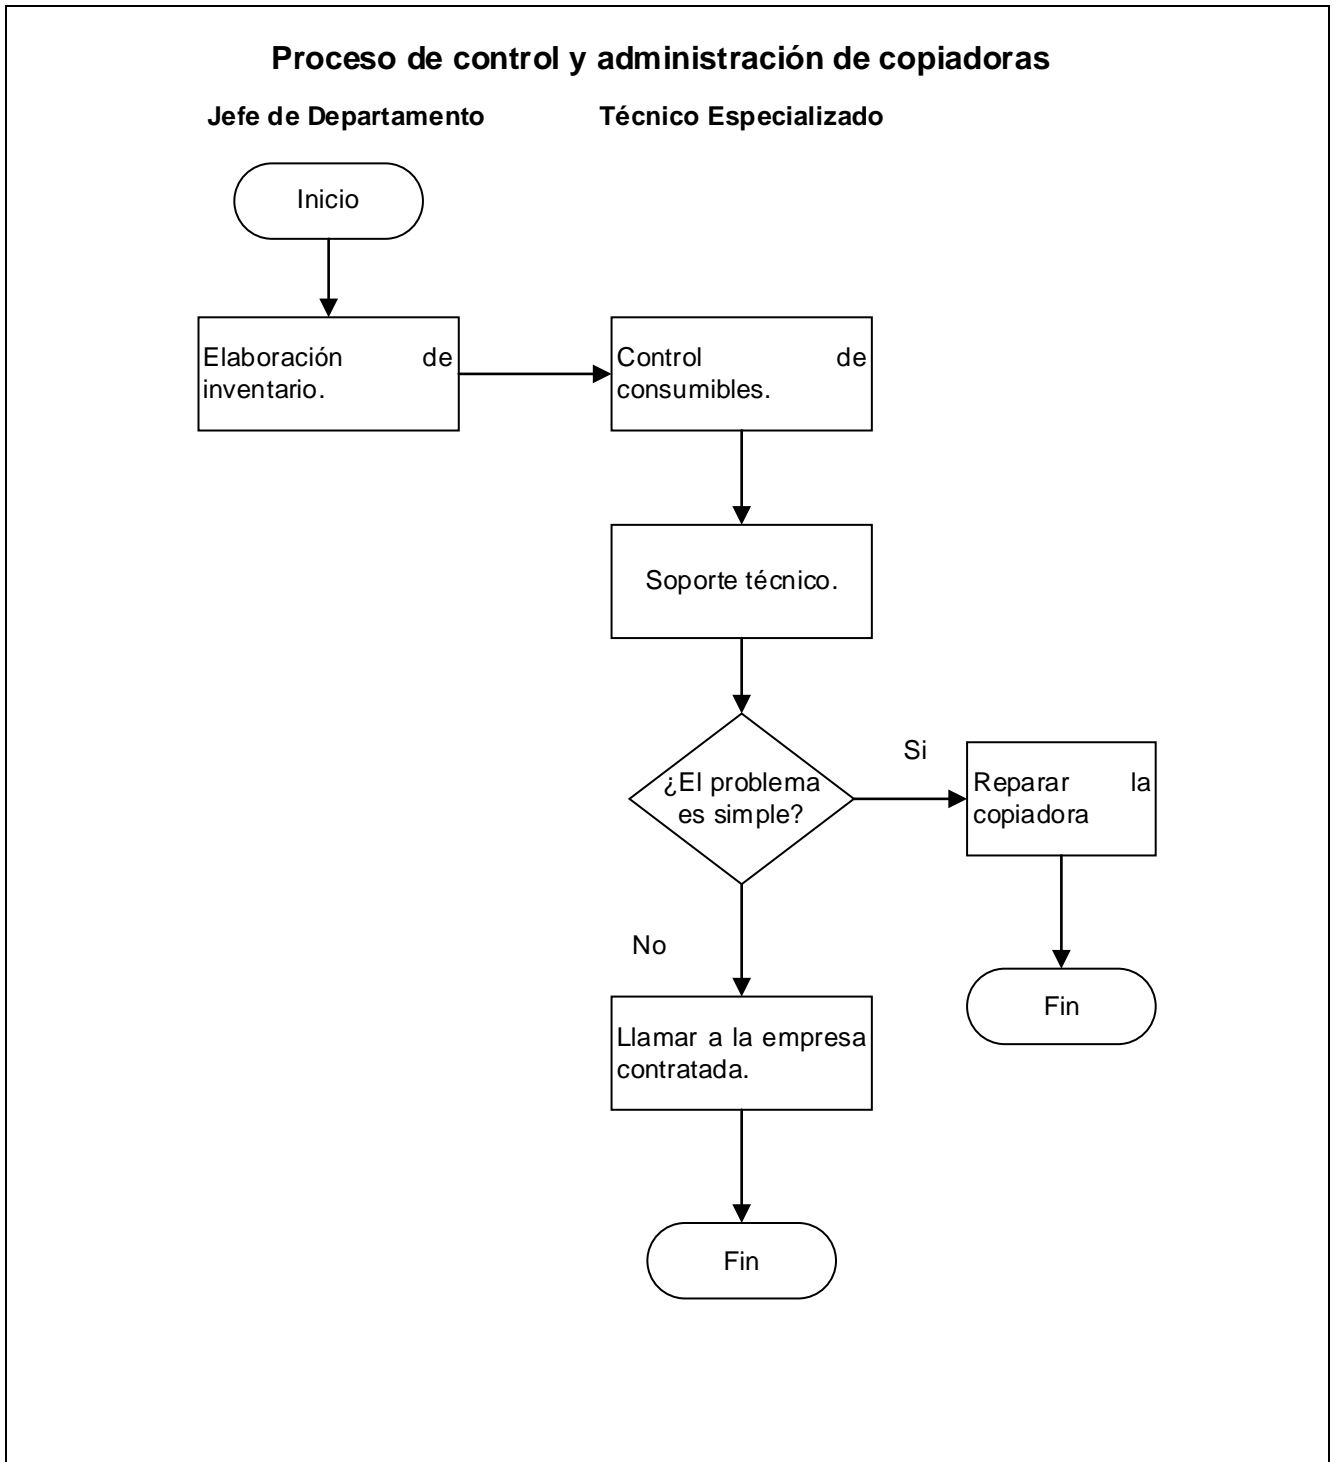 Proceso de control y administración de copiadoras
Jefe de Departamento
Técnico Especializado
Inicio
Elaboración de
inventario.
Control de
consumibles.
Soporte técnico.
¿El problema
es simple?
Si
Reparar la
copiadora
No
Fin
Llamar a la empresa
contratada.
Fin